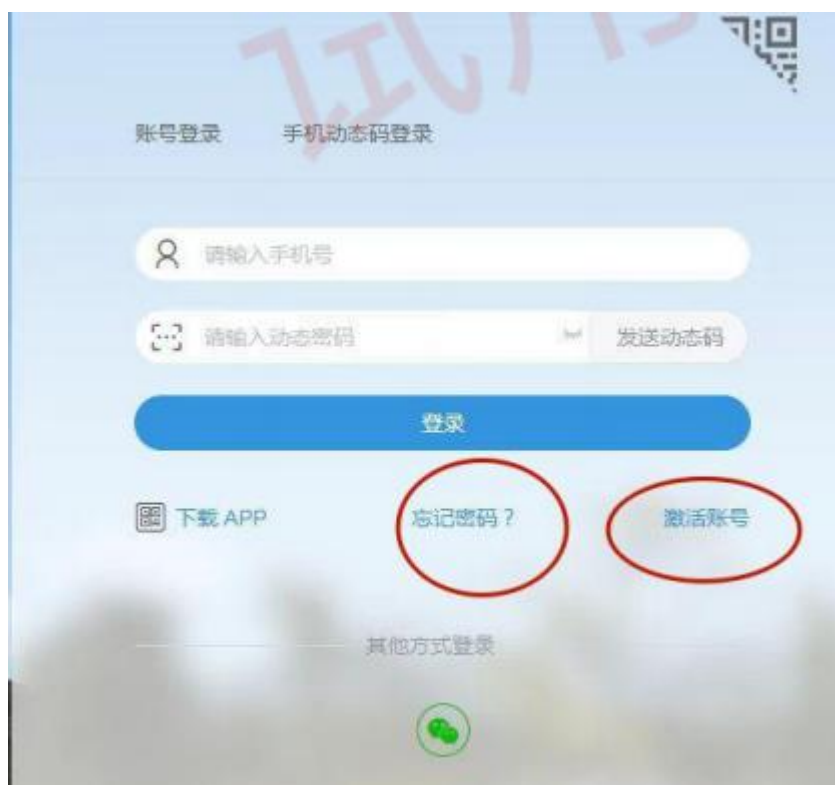 试用
账号登录 手机动态码登录
请输入手机号
请输入动态密码 发送动态码
登录
下载 APP 忘记密码？ 激活账号
其他方式登录